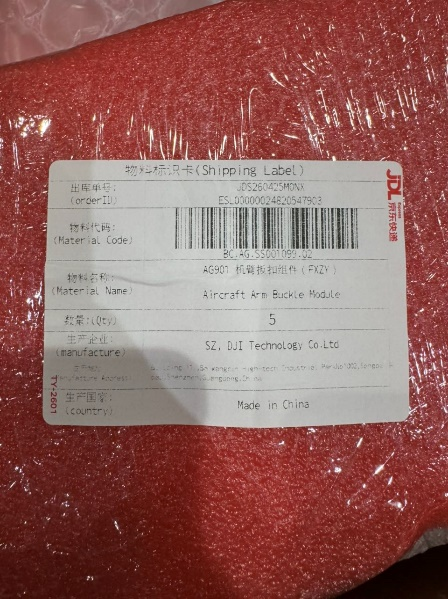 物料标识卡(Shipping Label)
出库单号: JDS260425M0NX
(orderID) ESL00000024820547903
物料代码:
(Material Code)
BC.AG.SS001099.02
物料名称: AG901 机臂扳扣组件(FXZY)
(Material Name) Aircraft Arm Buckle Module
数量:(Qty) 5
生产企业: SZ, DJI Technology Co.Ltd
(manufacture)
生产国家: Made in China
(country)
TY-2601
JDL
京东快递